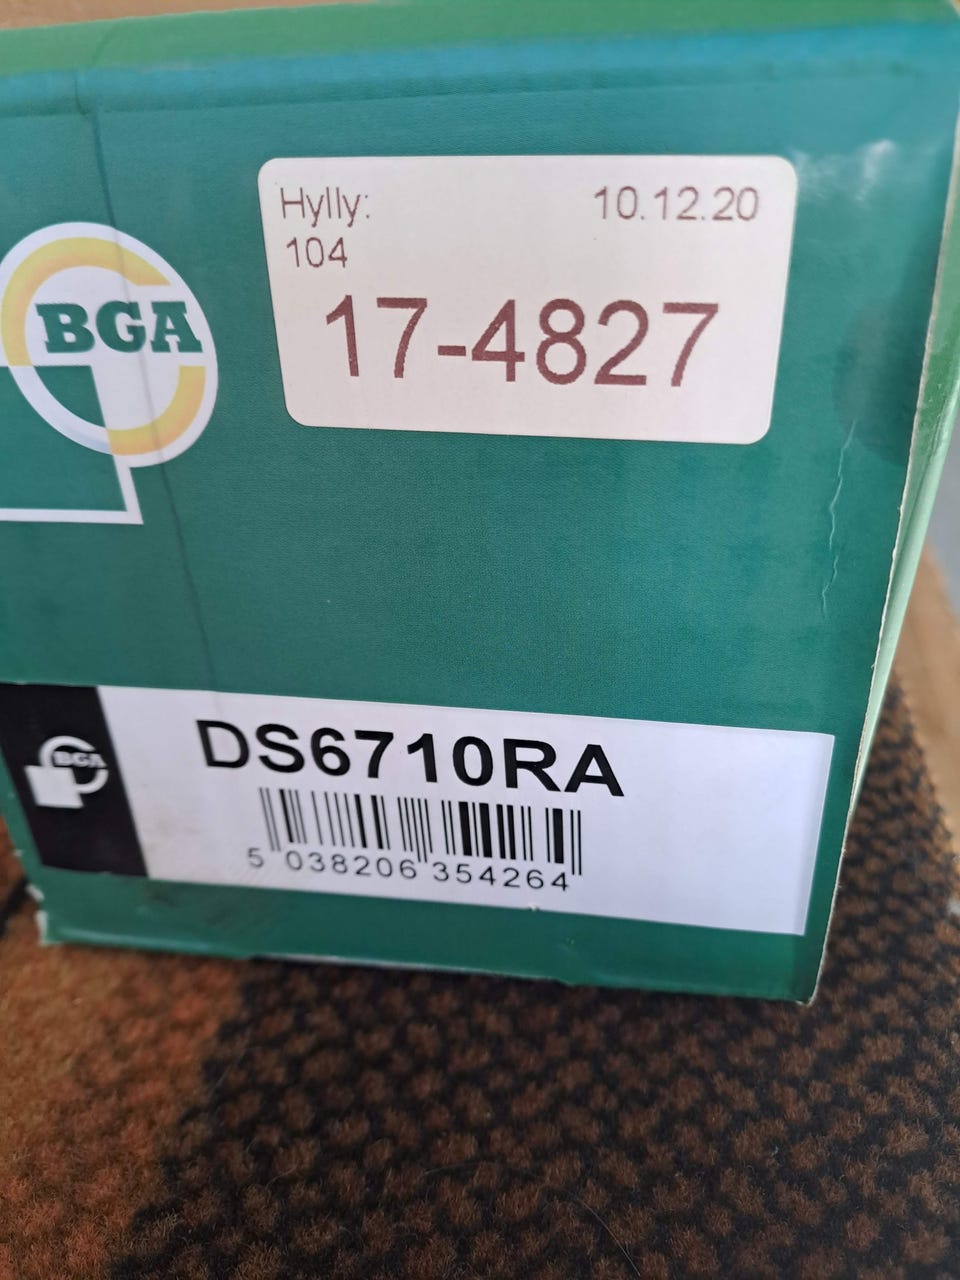 Hylly: 10.12.20
104
17-4827
BGA
DS6710RA
BGA
5 038206 354264